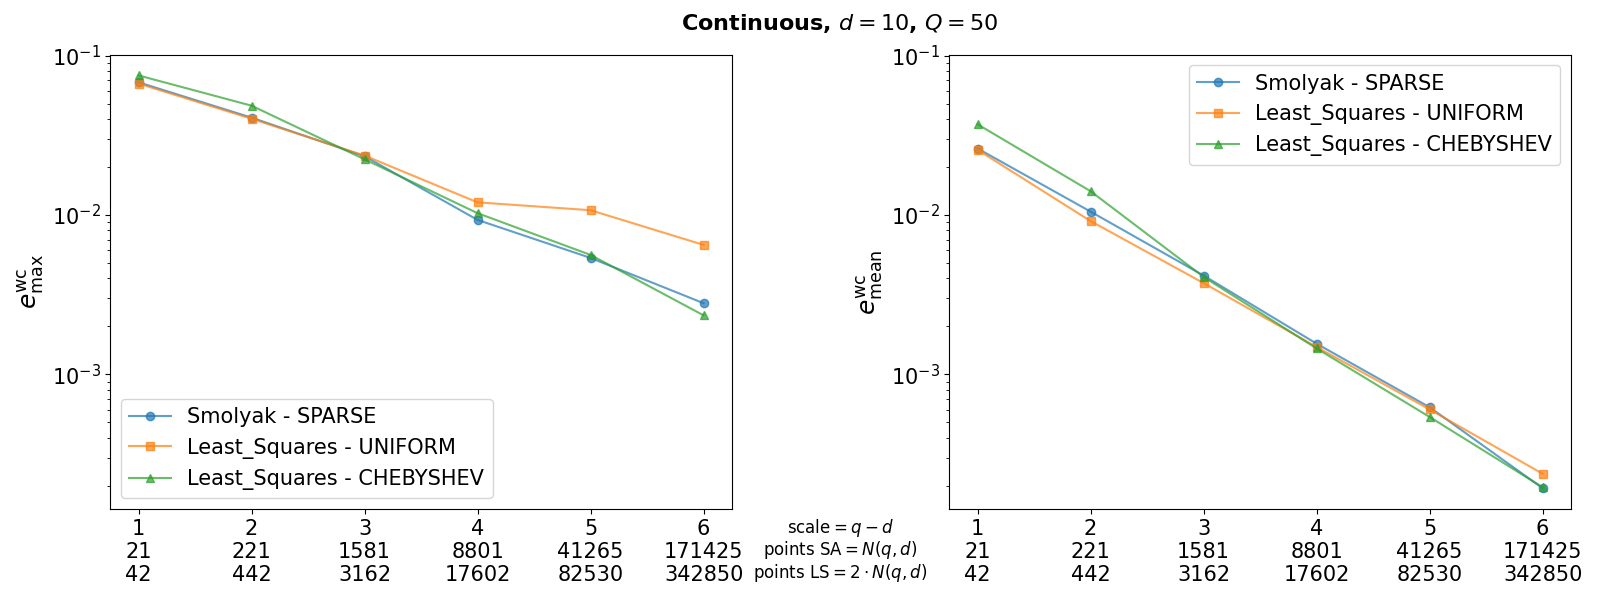 Continuous, d = 10, Q = 50
10⁻¹
10⁻²
10⁻³
e^wc_max
Smolyak - SPARSE
Least_Squares - UNIFORM
Least_Squares - CHEBYSHEV
1 2 3 4 5 6
21 221 1581 8801 41265 171425
42 442 3162 17602 82530 342850
scale = q − d
points SA = N(q, d)
points LS = 2 · N(q, d)
10⁻¹
10⁻²
10⁻³
e^wc_mean
Smolyak - SPARSE
Least_Squares - UNIFORM
Least_Squares - CHEBYSHEV
1 2 3 4 5 6
21 221 1581 8801 41265 171425
42 442 3162 17602 82530 342850